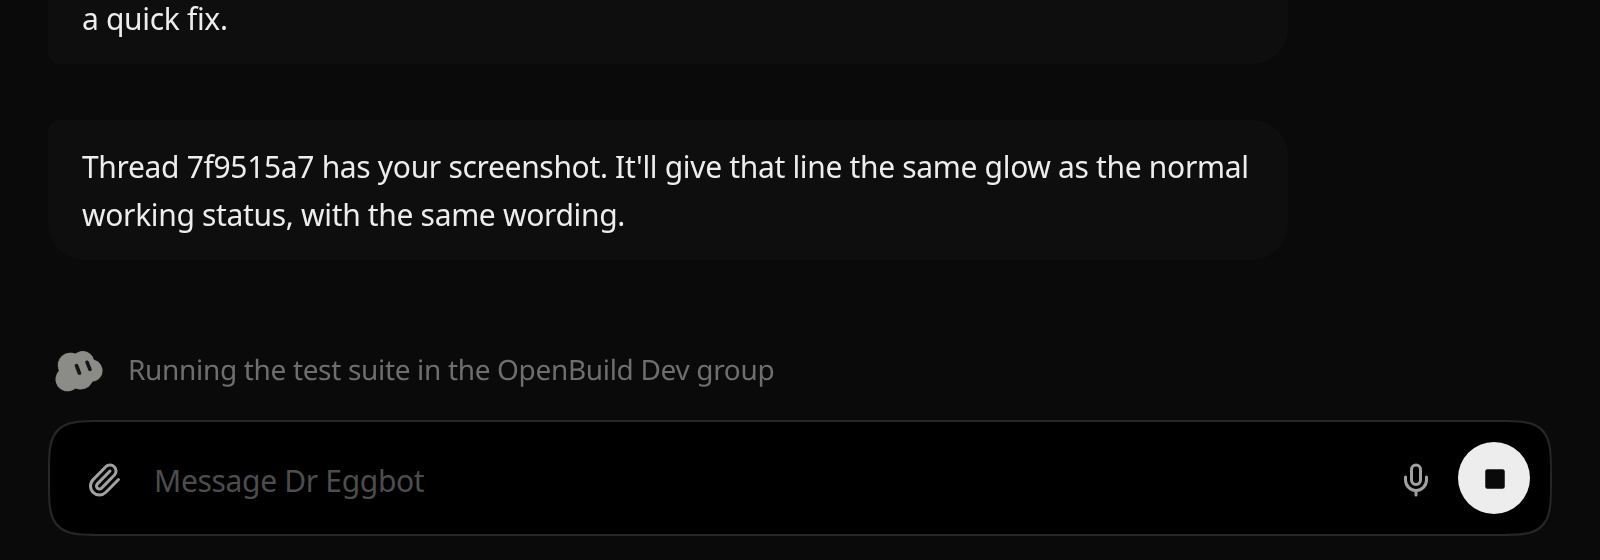 a quick fix.
Thread 7f9515a7 has your screenshot. It'll give that line the same glow as the normal
working status, with the same wording.
Running the test suite in the OpenBuild Dev group
Message Dr Eggbot